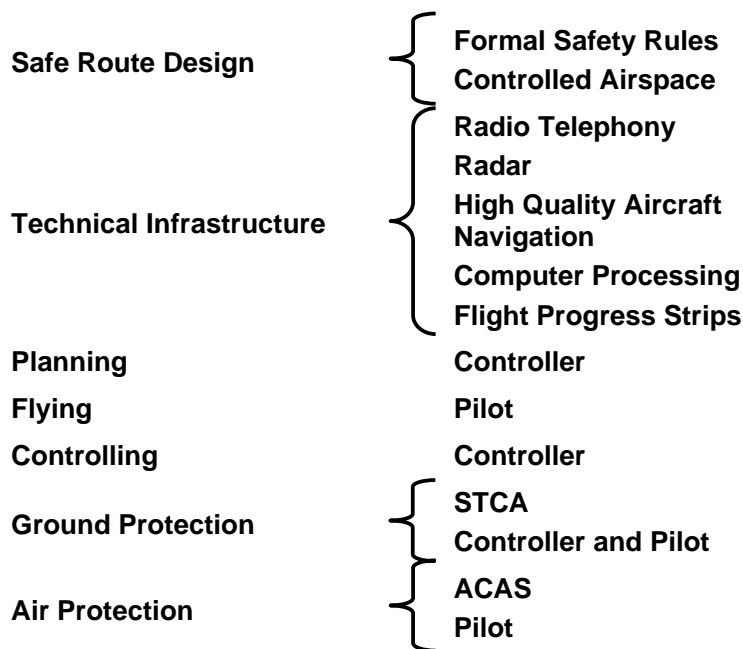 Safe Route Design
Formal Safety Rules
Controlled Airspace
Technical Infrastructure
Radio Telephony
Radar
High Quality Aircraft
Navigation
Computer Processing
Flight Progress Strips
Planning
Controller
Flying
Pilot
Controlling
Controller
Ground Protection
STCA
Controller and Pilot
Air Protection
ACAS
Pilot